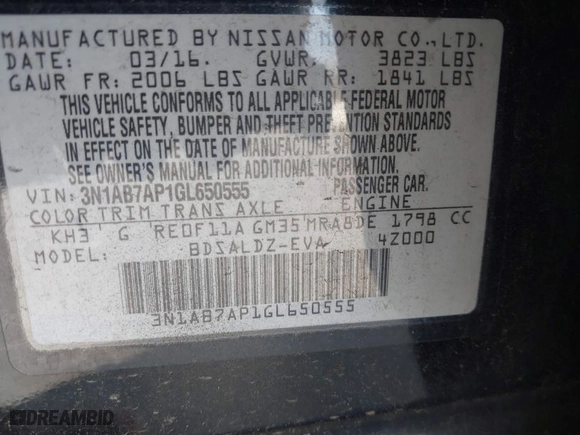 MANUFACTURED BY NISSAN MOTOR CO.,LTD.
DATE: 03/16. GVWR: 3823 LBS
GAWR FR: 2006 LBS GAWR RR: 1841 LBS
THIS VEHICLE CONFORMS TO ALL APPLICABLE FEDERAL MOTOR
VEHICLE SAFETY, BUMPER AND THEFT PREVENTION STANDARDS
IN EFFECT ON THE DATE OF MANUFACTURE SHOWN ABOVE.
SEE OWNER'S MANUAL FOR ADDITIONAL INFORMATION
VIN: 3N1AB7AP1GL650555 PASSENGER CAR.
COLOR TRIM TRANS AXLE ENGINE
KH3 G RE0F11A GM35 MRA8DE 1798 CC
MODEL: BDSALDZ-EVA 4Z000
3N1AB7AP1GL650555
DREAMBID